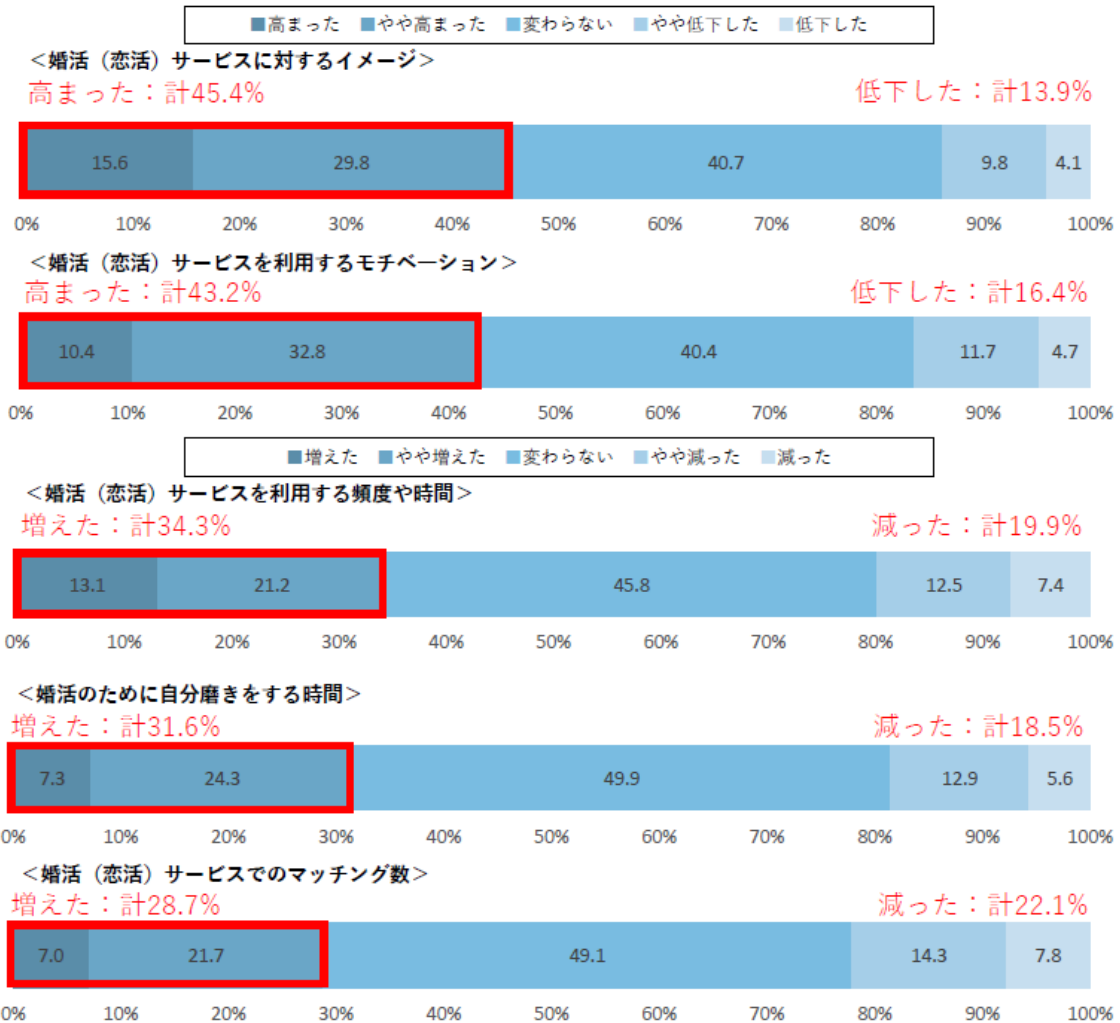 ■高まった ■やや高まった ■変わらない ■やや低下した ■低下した
＜婚活（恋活）サービスに対するイメージ＞
高まった：計45.4% 低下した：計13.9%
15.6 29.8 40.7 9.8 4.1
0% 10% 20% 30% 40% 50% 60% 70% 80% 90% 100%
＜婚活（恋活）サービスを利用するモチベーション＞
高まった：計43.2% 低下した：計16.4%
10.4 32.8 40.4 11.7 4.7
0% 10% 20% 30% 40% 50% 60% 70% 80% 90% 100%
■増えた ■やや増えた ■変わらない ■やや減った ■減った
＜婚活（恋活）サービスを利用する頻度や時間＞
増えた：計34.3% 減った：計19.9%
13.1 21.2 45.8 12.5 7.4
0% 10% 20% 30% 40% 50% 60% 70% 80% 90% 100%
＜婚活のために自分磨きをする時間＞
増えた：計31.6% 減った：計18.5%
7.3 24.3 49.9 12.9 5.6
0% 10% 20% 30% 40% 50% 60% 70% 80% 90% 100%
＜婚活（恋活）サービスでのマッチング数＞
増えた：計28.7% 減った：計22.1%
7.0 21.7 49.1 14.3 7.8
0% 10% 20% 30% 40% 50% 60% 70% 80% 90% 100%